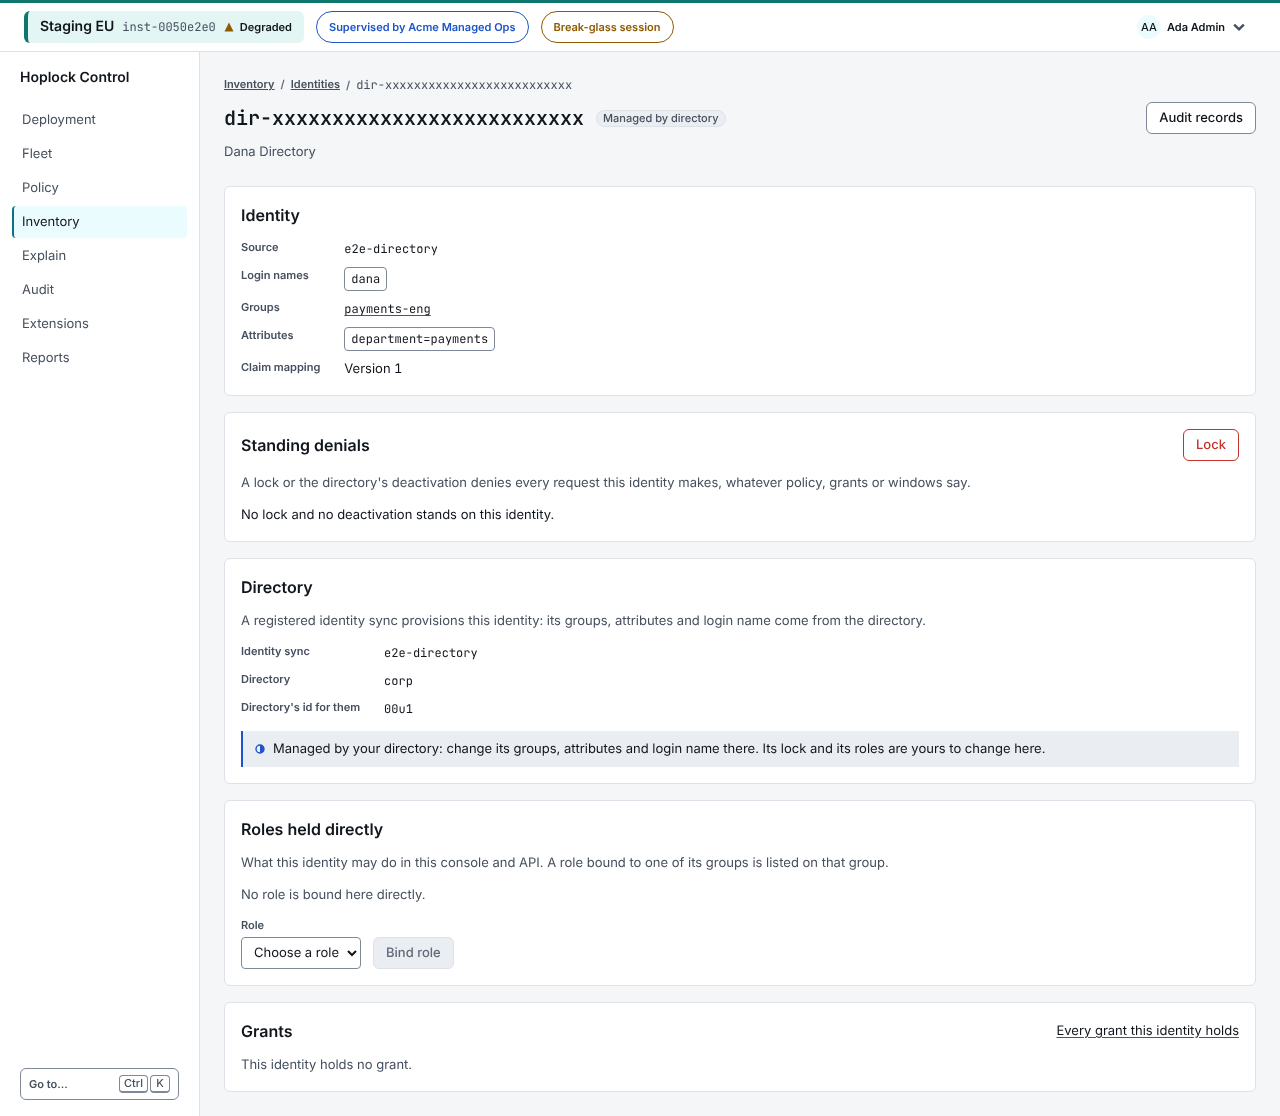 Staging EU inst-0050e2e0 Degraded Supervised by Acme Managed Ops Break-glass session AA Ada Admin
Hoplock Control
Deployment
Fleet
Policy
Inventory
Explain
Audit
Extensions
Reports
Go to... Ctrl K
Inventory / Identities / dir-xxxxxxxxxxxxxxxxxxxxxxxxxx
dir-xxxxxxxxxxxxxxxxxxxxxxxxxx Managed by directory Audit records
Dana Directory
Identity
Source e2e-directory
Login names dana
Groups payments-eng
Attributes department=payments
Claim mapping Version 1
Standing denials Lock
A lock or the directory's deactivation denies every request this identity makes, whatever policy, grants or windows say.
No lock and no deactivation stands on this identity.
Directory
A registered identity sync provisions this identity: its groups, attributes and login name come from the directory.
Identity sync e2e-directory
Directory corp
Directory's id for them 00u1
Managed by your directory: change its groups, attributes and login name there. Its lock and its roles are yours to change here.
Roles held directly
What this identity may do in this console and API. A role bound to one of its groups is listed on that group.
No role is bound here directly.
Role
Choose a role Bind role
Grants Every grant this identity holds
This identity holds no grant.